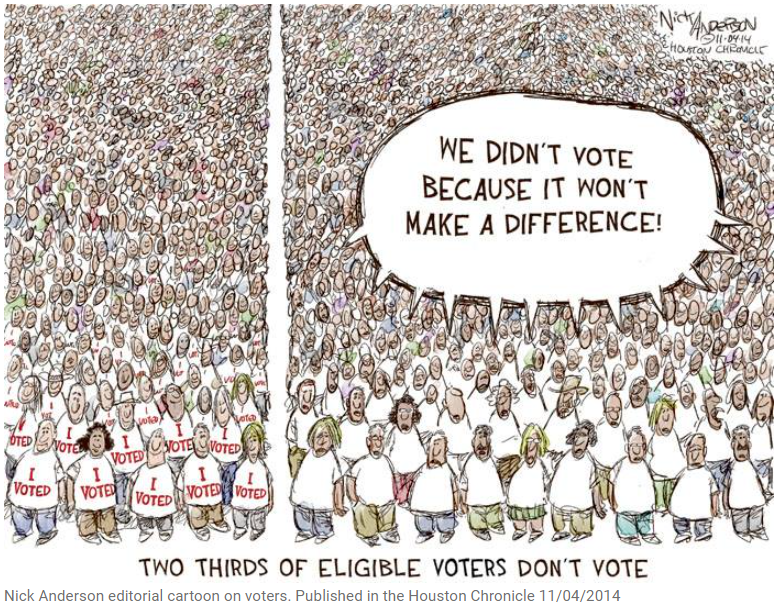 Nick Anderson
©11·04·14
HOUSTON CHRONICLE
WE DIDN'T VOTE
BECAUSE IT WON'T
MAKE A DIFFERENCE!
I VOTED
I VOTED
I VOTED
I VOTED
I VOTED
I VOTED
I VOTED
I VOTED
I VOTED
I VOTED
TWO THIRDS OF ELIGIBLE VOTERS DON'T VOTE
Nick Anderson editorial cartoon on voters. Published in the Houston Chronicle 11/04/2014